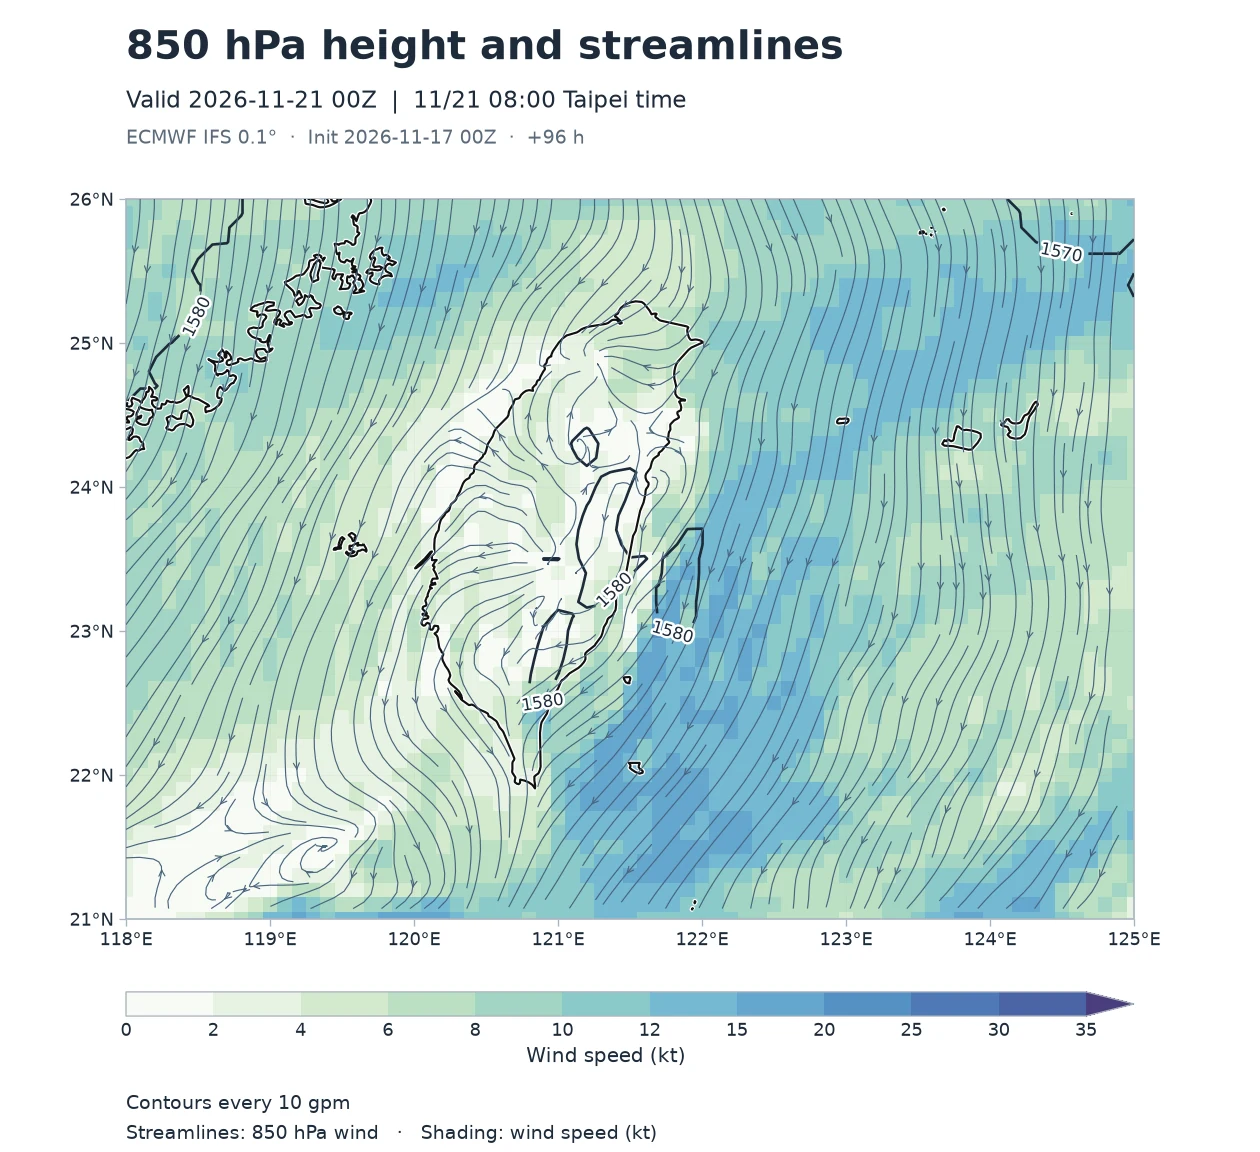 850 hPa height and streamlines
Valid 2026-11-21 00Z | 11/21 08:00 Taipei time
ECMWF IFS 0.1° · Init 2026-11-17 00Z · +96 h
26°N
1570
1580
25°N
24°N
1580
23°N
1580
1580
22°N
21°N
118°E 119°E 120°E 121°E 122°E 123°E 124°E 125°E
0 2 4 6 8 10 12 15 20 25 30 35
Wind speed (kt)
Contours every 10 gpm
Streamlines: 850 hPa wind · Shading: wind speed (kt)